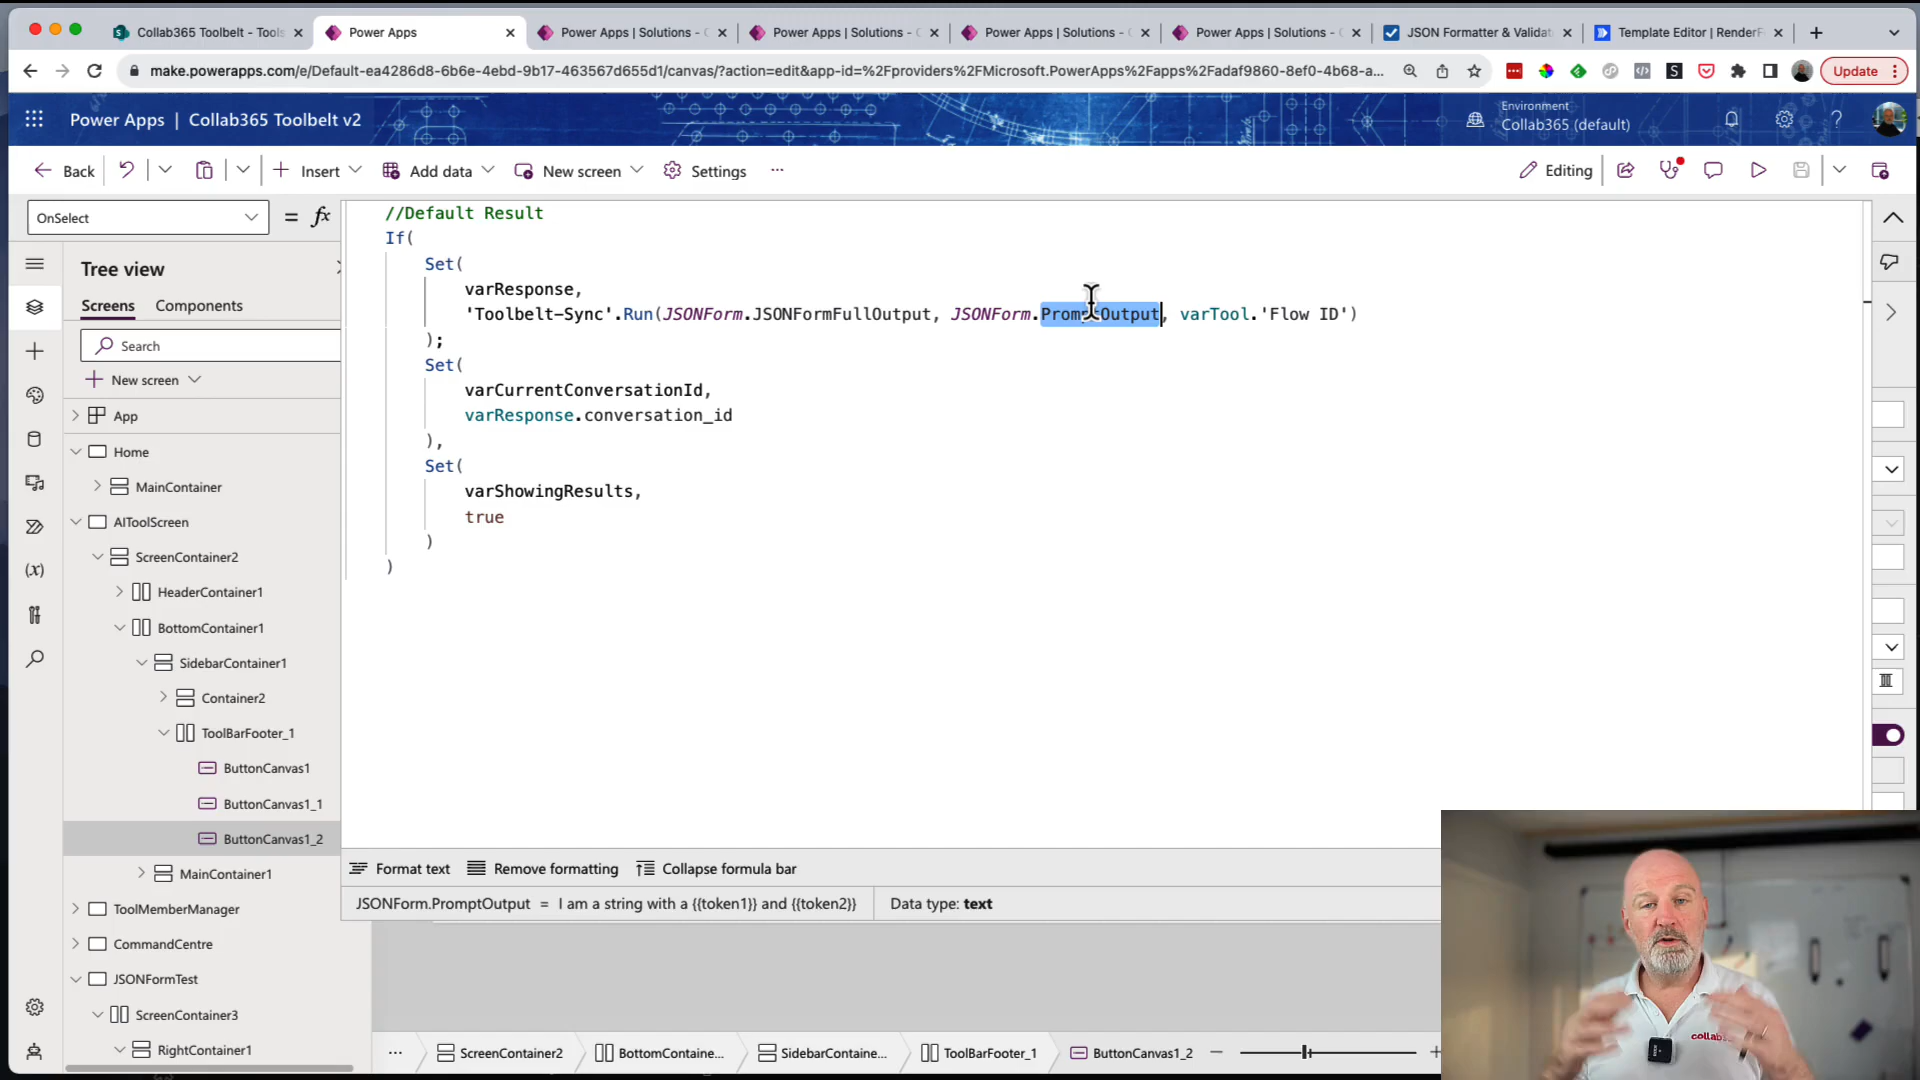 Collab365 Toolbelt - Tools
Power Apps
Power Apps | Solutions - C
Power Apps | Solutions - C
Power Apps | Solutions - C
Power Apps | Solutions - C
JSON Formatter & Validat
Template Editor | RenderF
make.powerapps.com/e/Default-ea4286d8-6b6e-4ebd-9b17-463567d655d1/canvas/?action=edit&app-id=%2Fproviders%2FMicrosoft.PowerApps%2Fapps%2Fadaf9860-8ef0-4b68-a...
Update
Power Apps | Collab365 Toolbelt v2
Environment
Collab365 (default)
Back
Insert
Add data
New screen
Settings
...
Editing
OnSelect
= fx
//Default Result
If(
Set(
varResponse,
'Toolbelt-Sync'.Run(JSONForm.JSONFormFullOutput, JSONForm.PromptOutput, varTool.'Flow ID')
);
Set(
varCurrentConversationId,
varResponse.conversation_id
),
Set(
varShowingResults,
true
)
)
Tree view
Screens
Components
Search
New screen
App
Home
MainContainer
AIToolScreen
ScreenContainer2
HeaderContainer1
BottomContainer1
SidebarContainer1
Container2
ToolBarFooter_1
ButtonCanvas1
ButtonCanvas1_1
ButtonCanvas1_2
MainContainer1
ToolMemberManager
CommandCentre
JSONFormTest
ScreenContainer3
RightContainer1
Format text
Remove formatting
Collapse formula bar
JSONForm.PromptOutput = I am a string with a {{token1}} and {{token2}}
Data type: text
...
ScreenContainer2
BottomContaine...
SidebarContaine...
ToolBarFooter_1
ButtonCanvas1_2